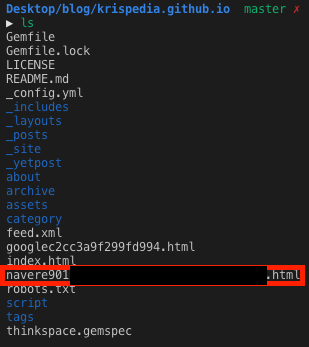 Desktop/blog/krispedia.github.io master ✗
▶ ls
Gemfile
Gemfile.lock
LICENSE
README.md
_config.yml
_includes
_layouts
_posts
_site
_yetpost
about
archive
assets
category
feed.xml
googlec2cc3a9f299fd994.html
index.html
navere901 .html
robots.txt
script
tags
thinkspace.gemspec